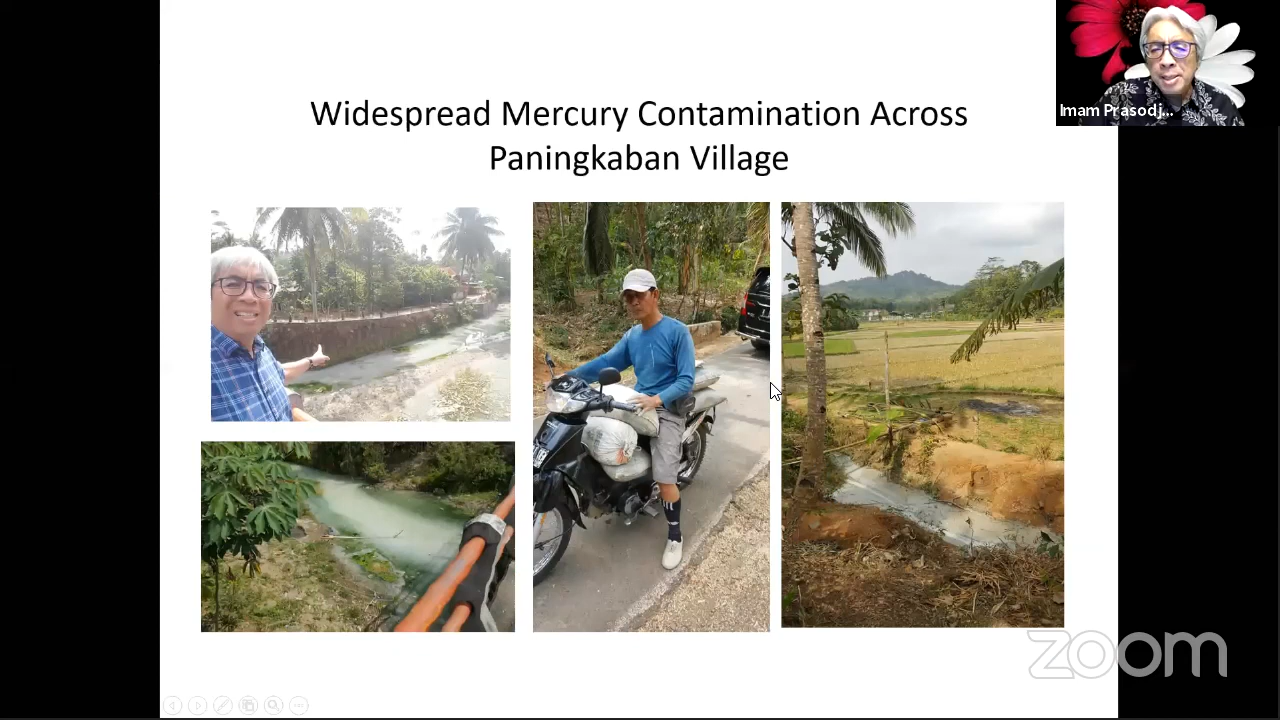 Widespread Mercury Contamination Across
Paningkaban Village
Imam Prasodj...
zoom